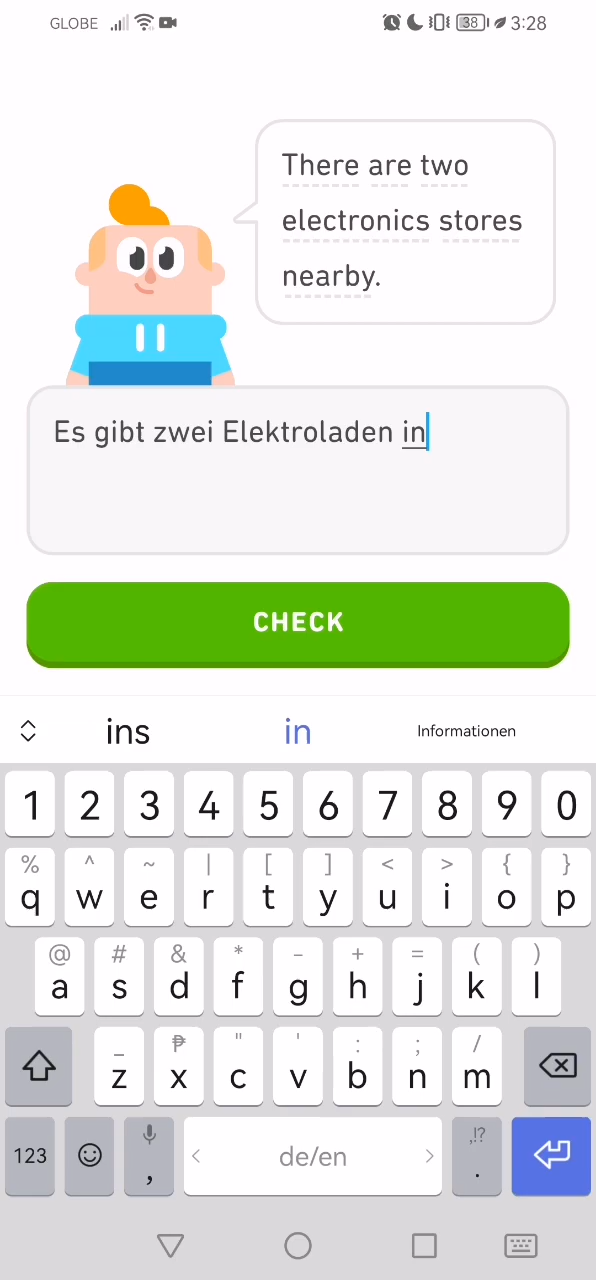 GLOBE 38 3:28
There are two
electronics stores
nearby.
Es gibt zwei Elektroladen in
CHECK
ins in Informationen
1 2 3 4 5 6 7 8 9 0
% ^ ~ | [ ] < > { }
q w e r t y u i o p
@ # & * - + = ( )
a s d f g h j k l
_ ₱ " ' : ; /
z x c v b n m
123 , de/en ,!? .